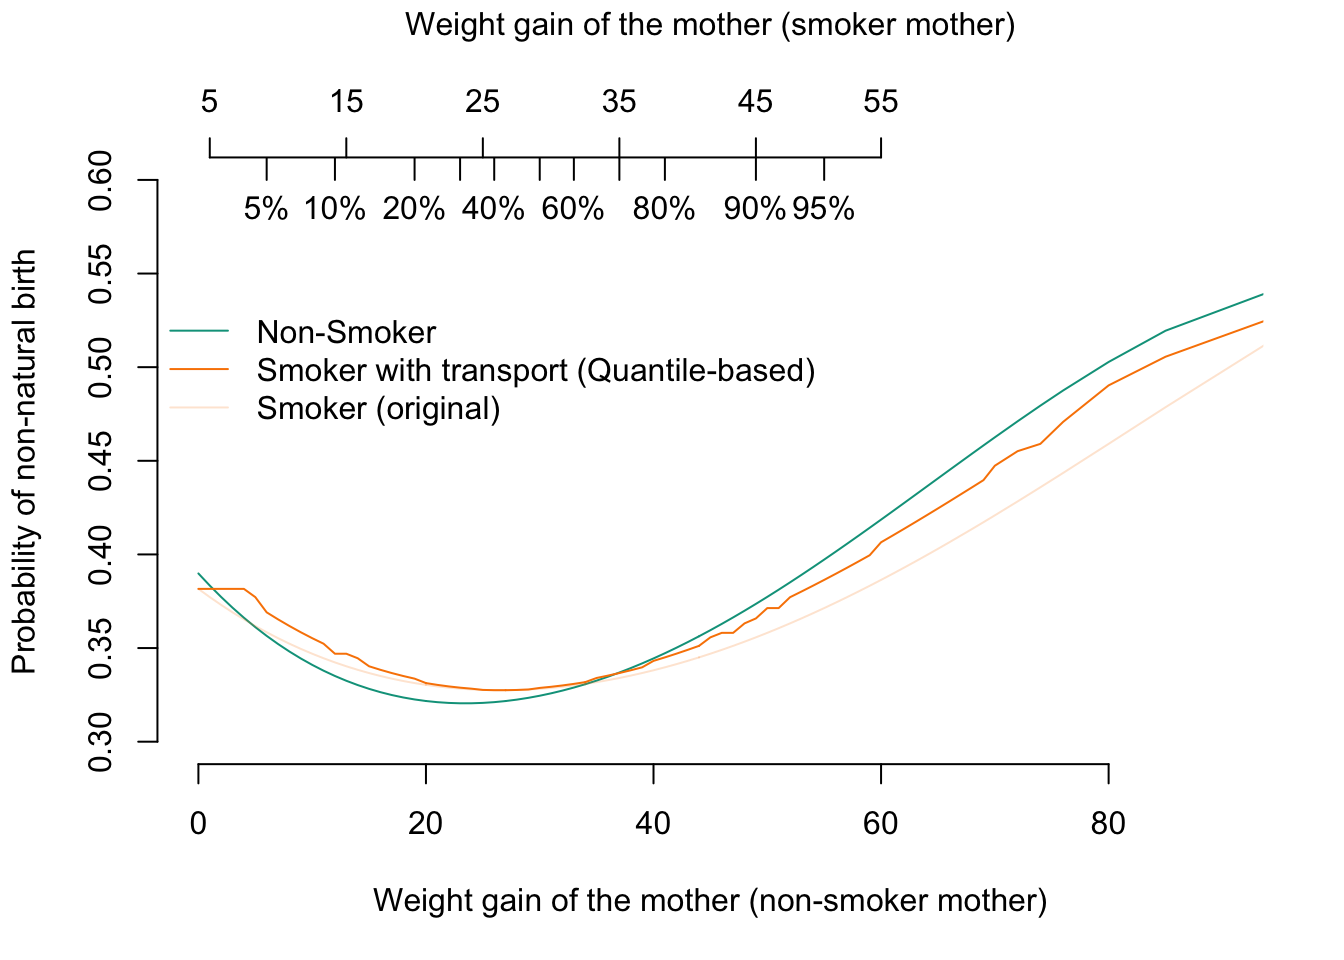 Weight gain of the mother (smoker mother)
5 15 25 35 45 55
5% 10% 20% 40% 60% 80% 90% 95%
Probability of non-natural birth
0.60
0.55
0.50
0.45
0.40
0.35
0.30
Non-Smoker
Smoker with transport (Quantile-based)
Smoker (original)
0 20 40 60 80
Weight gain of the mother (non-smoker mother)